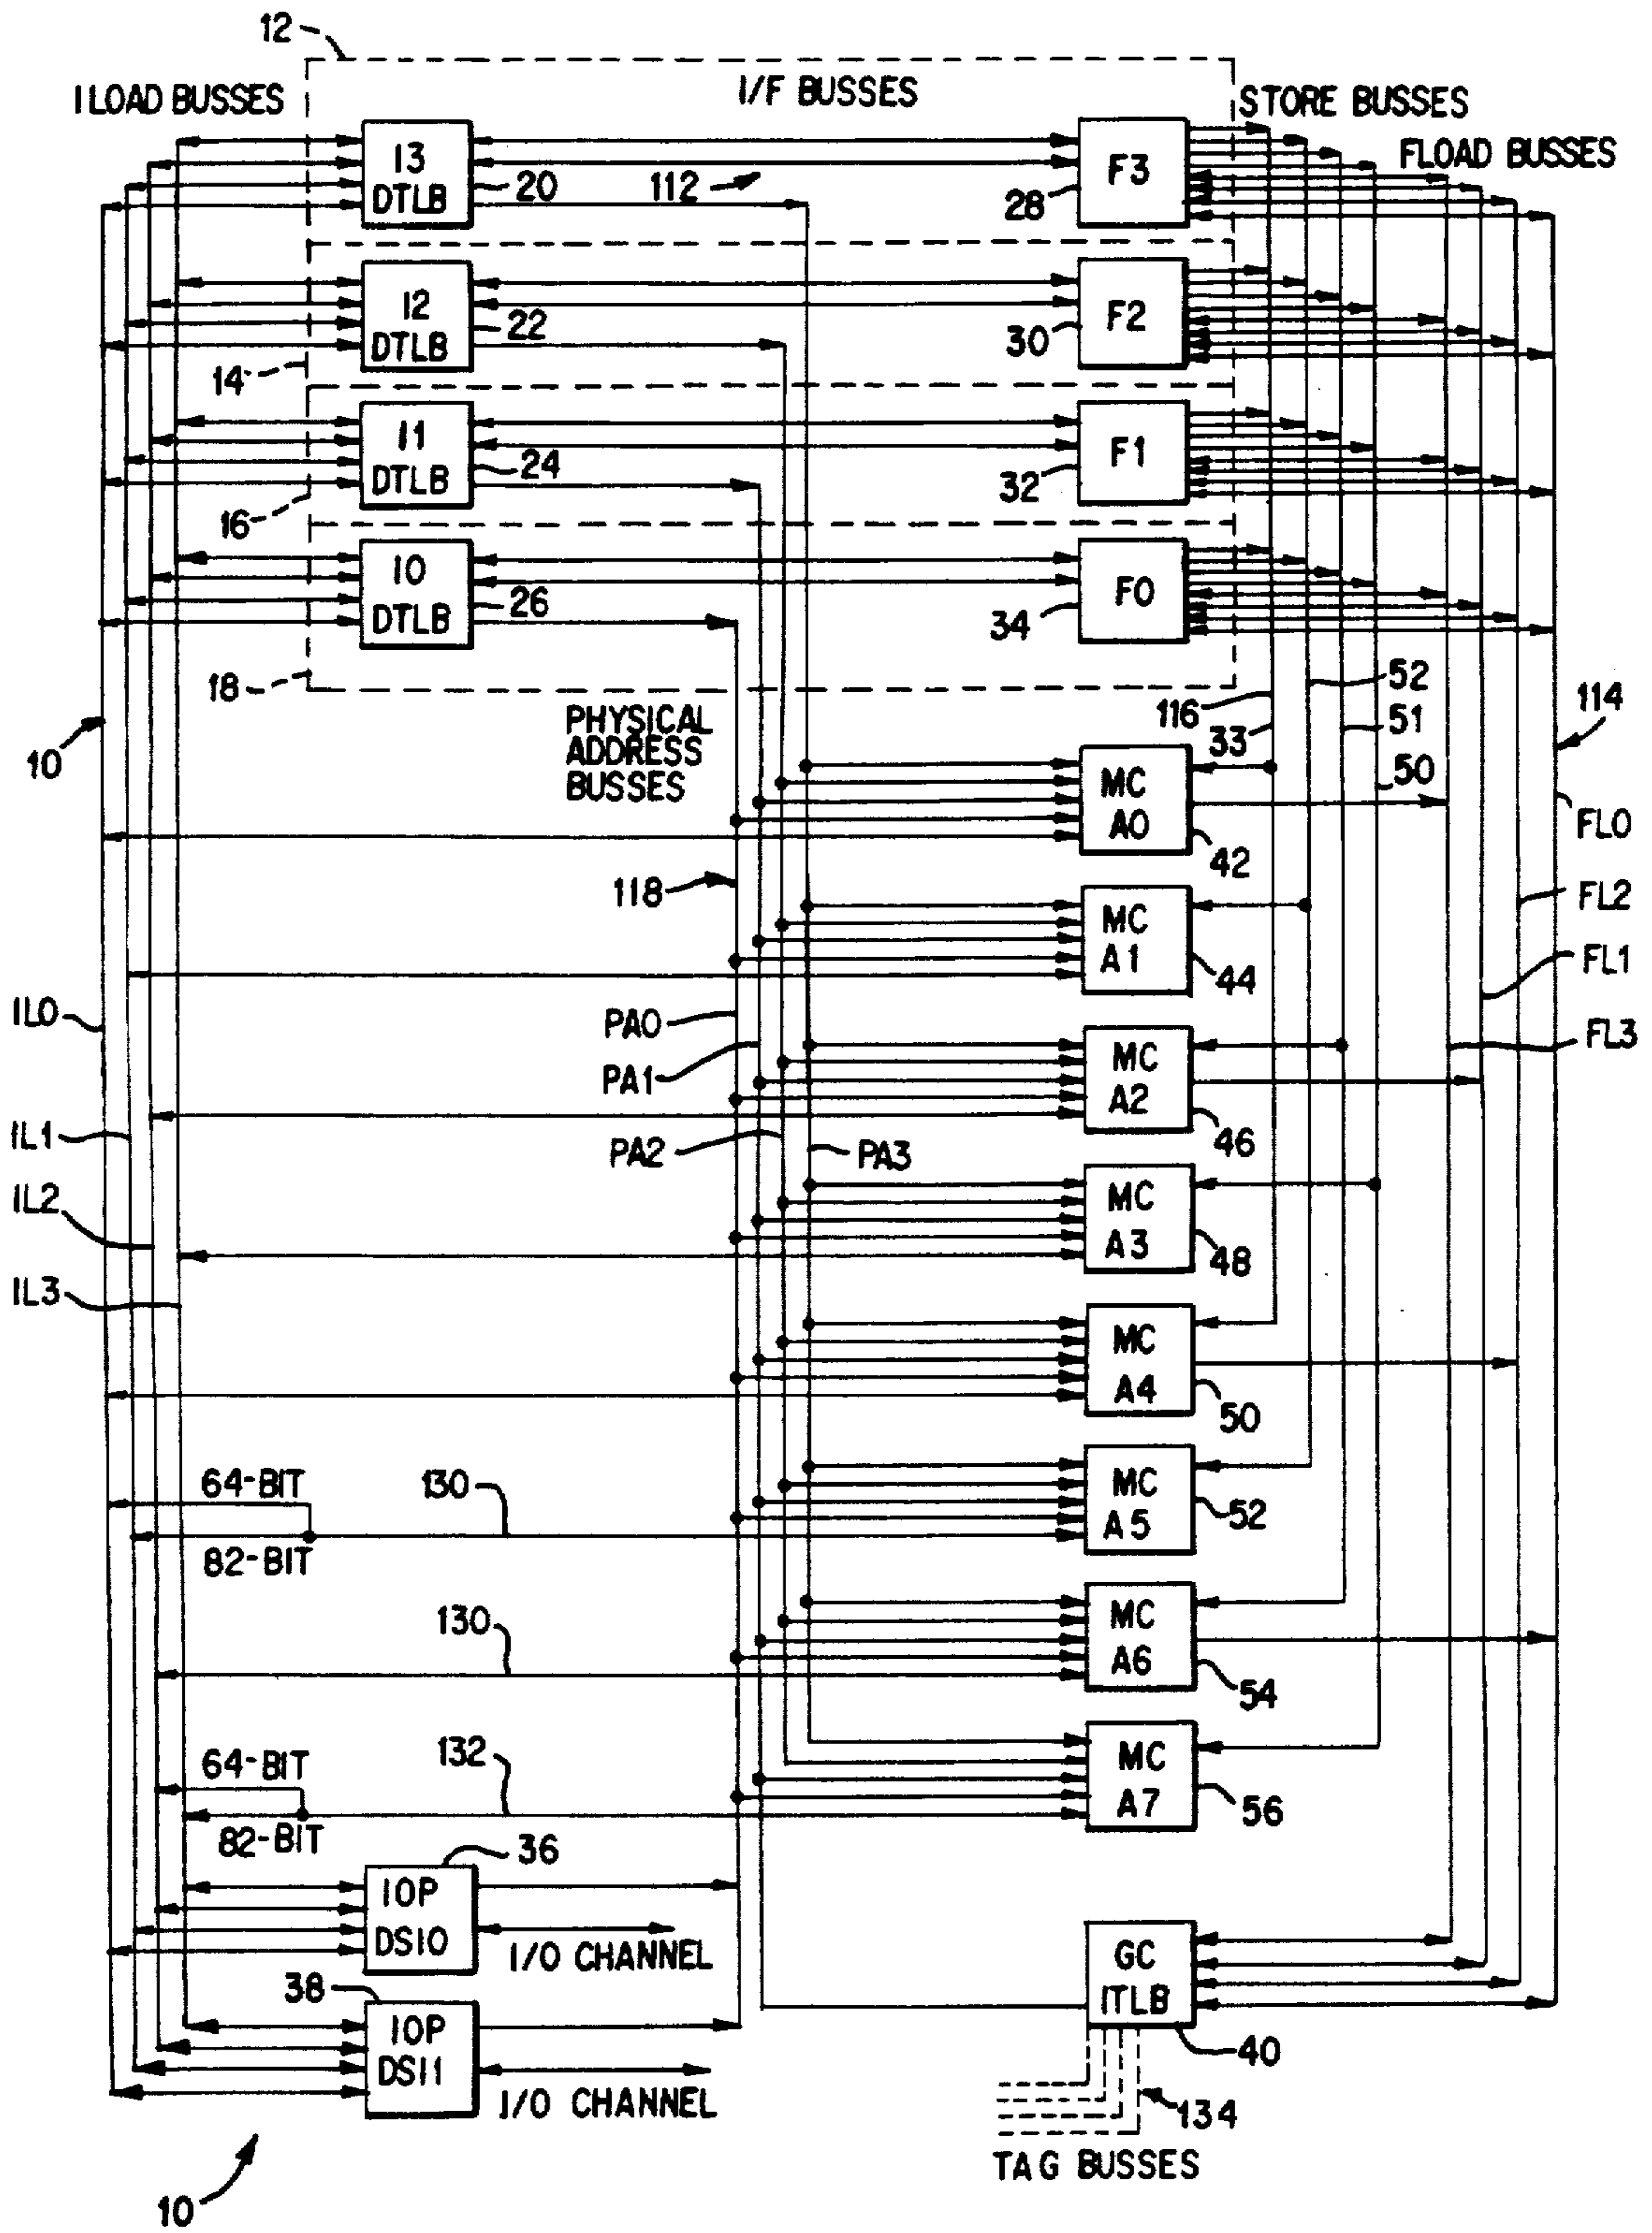 12
I/F BUSSES
I LOAD BUSSES
STORE BUSSES
FLOAD BUSSES
I3
DTLB
20
112
F3
28
I2
DTLB
22
14
F2
30
I1
DTLB
24
16
F1
32
I0
DTLB
26
18
F0
34
PHYSICAL
ADDRESS
BUSSES
10
116
33
52
51
50
114
MC
A0
42
FL0
118
MC
A1
44
FL2
FL1
IL0
PA0
PA1
MC
A2
46
FL3
IL1
PA2
PA3
IL2
MC
A3
48
IL3
MC
A4
50
64-BIT
82-BIT
130
MC
A5
52
130
MC
A6
54
64-BIT
82-BIT
132
MC
A7
56
36
IOP
DSI0
I/O CHANNEL
38
IOP
DSI1
I/O CHANNEL
GC
ITLB
40
134
TAG BUSSES
10